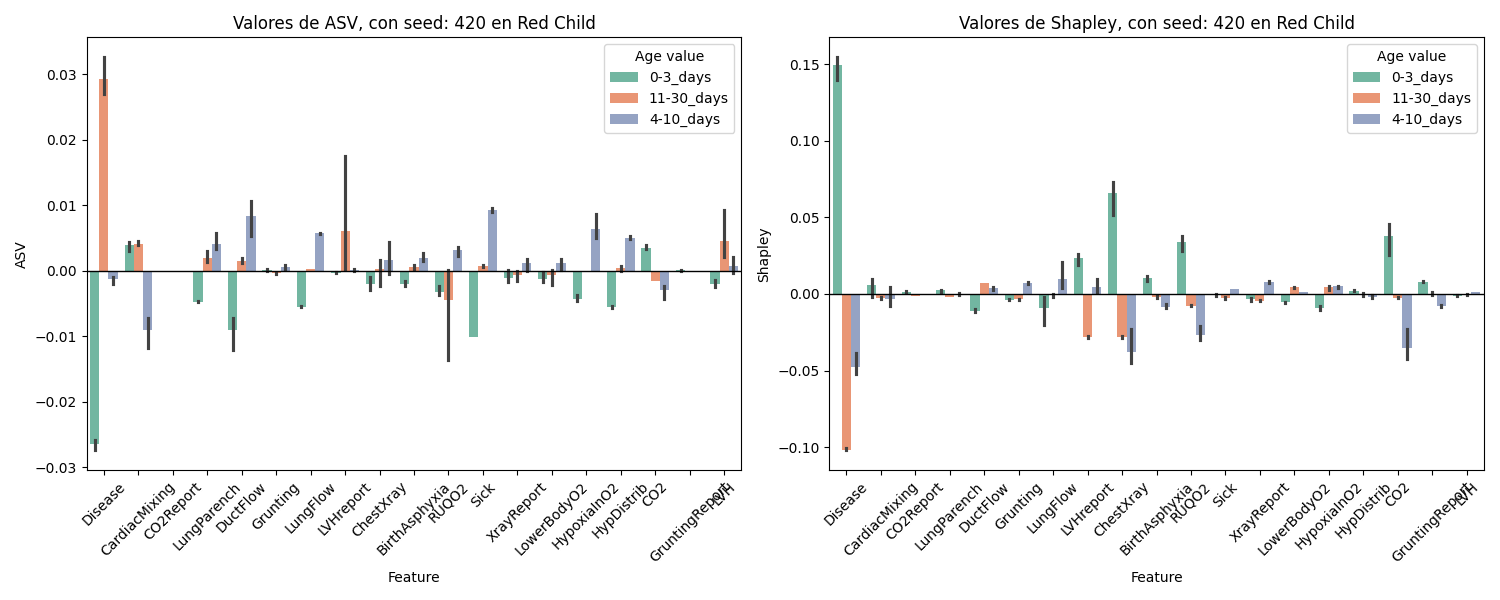 Valores de ASV, con seed: 420 en Red Child
ASV
0.03
0.02
0.01
0.00
−0.01
−0.02
−0.03
Age value
0-3_days
11-30_days
4-10_days
Disease
CardiacMixing
CO2Report
LungParench
DuctFlow
Grunting
LungFlow
LVHreport
ChestXray
BirthAsphyxia
RUQO2
Sick
XrayReport
LowerBodyO2
HypoxiaInO2
HypDistrib
CO2
GruntingReport
LVH
Feature
Valores de Shapley, con seed: 420 en Red Child
Shapley
0.15
0.10
0.05
0.00
−0.05
−0.10
Age value
0-3_days
11-30_days
4-10_days
Disease
CardiacMixing
CO2Report
LungParench
DuctFlow
Grunting
LungFlow
LVHreport
ChestXray
BirthAsphyxia
RUQO2
Sick
XrayReport
LowerBodyO2
HypoxiaInO2
HypDistrib
CO2
GruntingReport
LVH
Feature